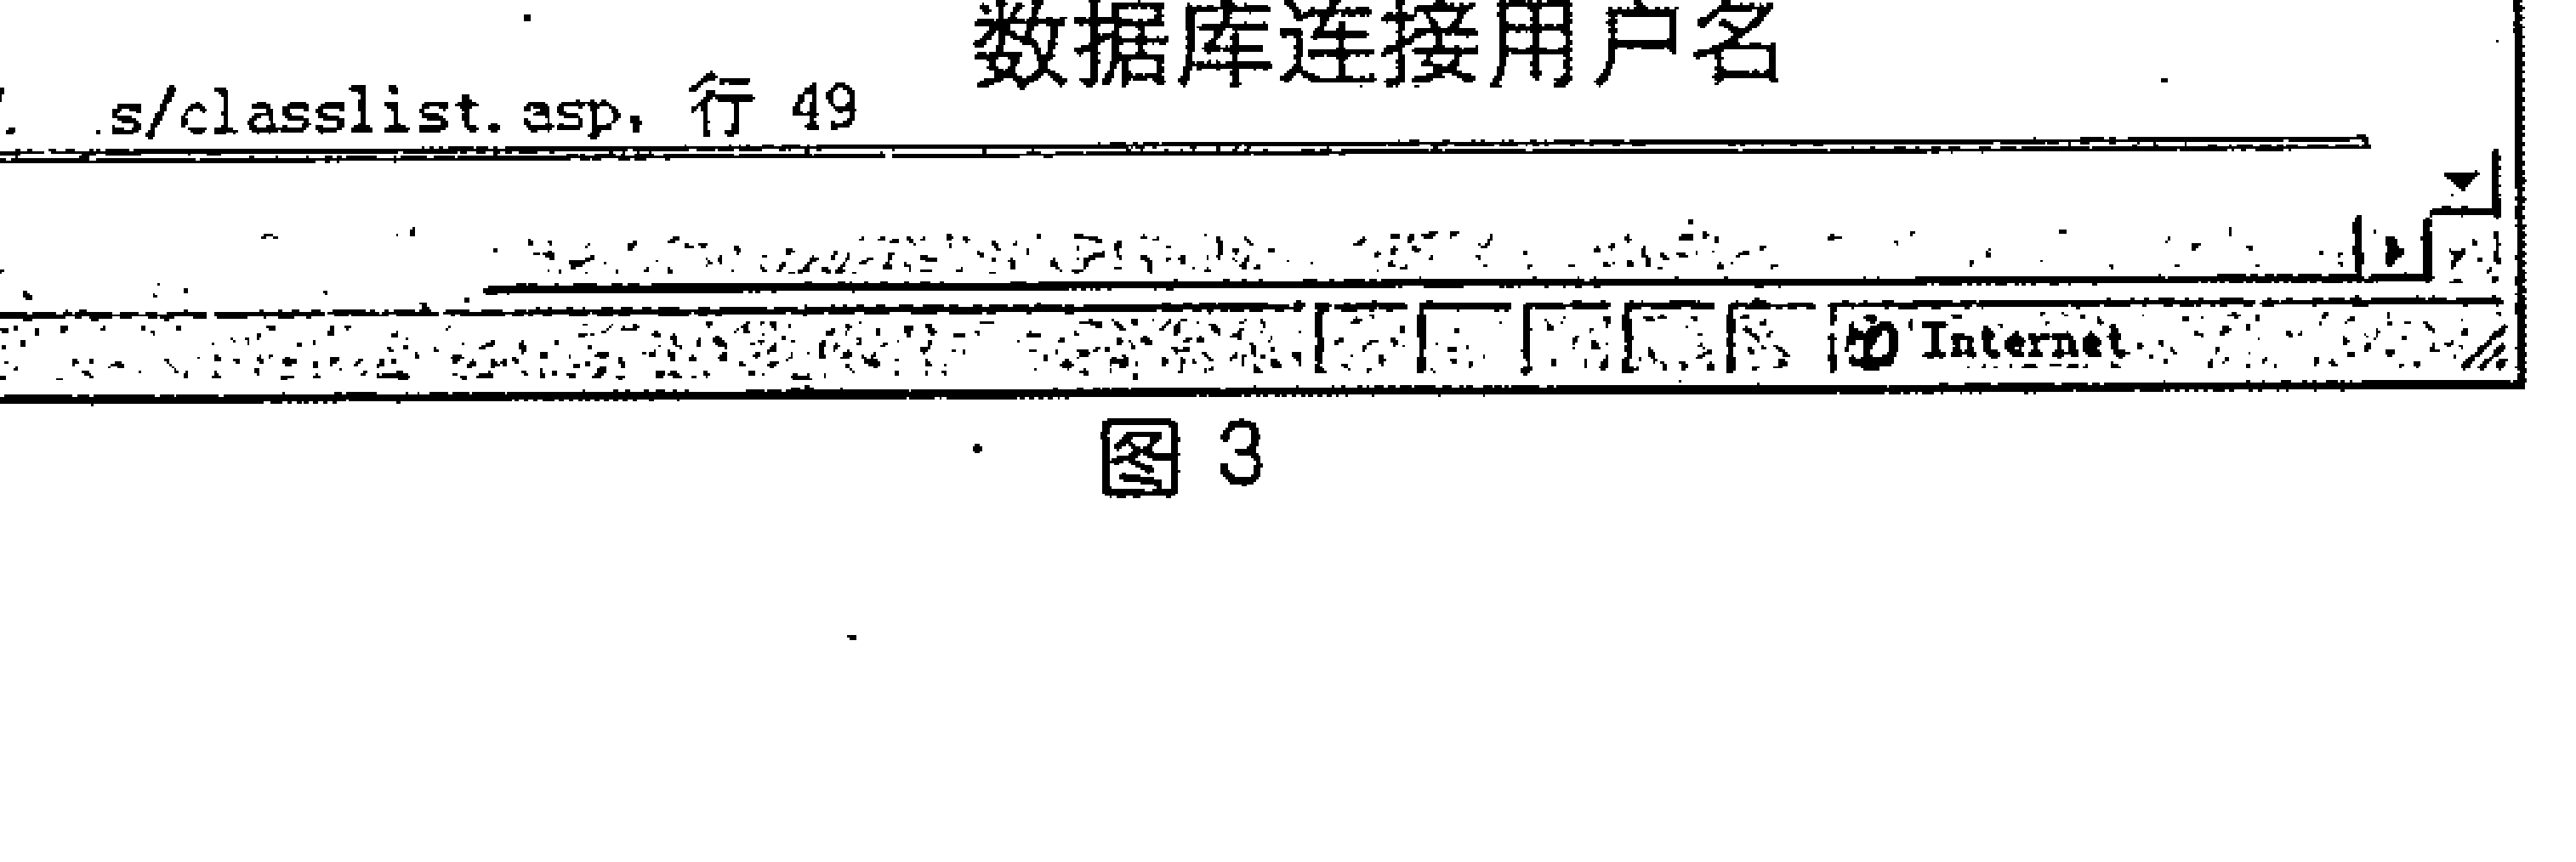 数据库连接用户名
s/classlist.asp, 行 49
Internet
图 3